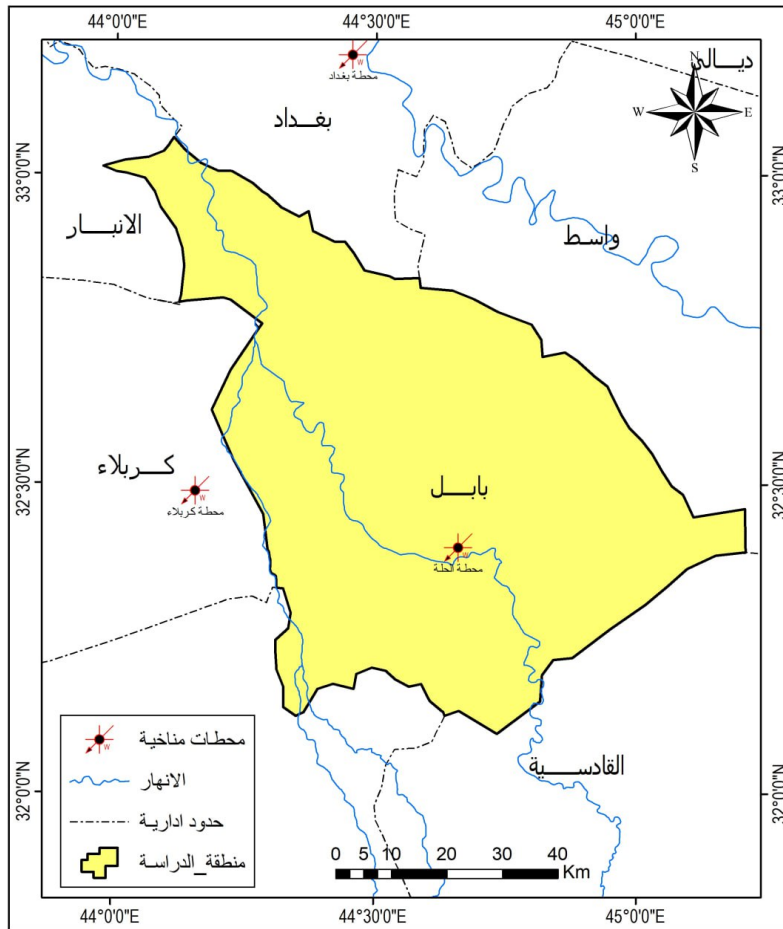 44°0'0"E 44°30'0"E 45°0'0"E
ديالى
N
W E
S
محطة بغداد
بغداد
33°0'0"N 33°0'0"N
الانبار
واسط
كربلاء
محطة كربلاء
بابل
32°30'0"N 32°30'0"N
محطة الحلة
القادسية
32°0'0"N 32°0'0"N
محطات مناخية
الانهار
حدود ادارية
منطقة_الدراسة
0 5 10 20 30 40
Km
44°0'0"E 44°30'0"E 45°0'0"E